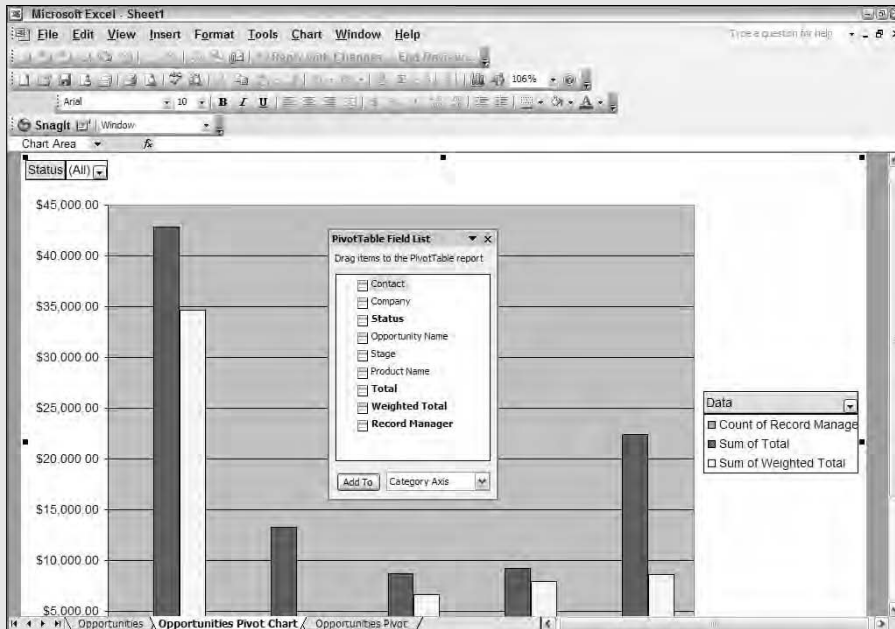 Microsoft Excel - Sheet1
File Edit View Insert Format Tools Chart Window Help
Type a question for help
Reply with Changes... End Review...
106%
Arial 10 B I U A
SnagIt Window
Chart Area fx
Status (All)
$45,000.00
$40,000.00
$35,000.00
$30,000.00
$25,000.00
$20,000.00
$15,000.00
$10,000.00
$5,000.00
PivotTable Field List
Drag items to the PivotTable report
Contact
Company
Status
Opportunity Name
Stage
Product Name
Total
Weighted Total
Record Manager
Add To Category Axis
Data
Count of Record Manage
Sum of Total
Sum of Weighted Total
Opportunities Opportunities Pivot Chart Opportunities Pivot